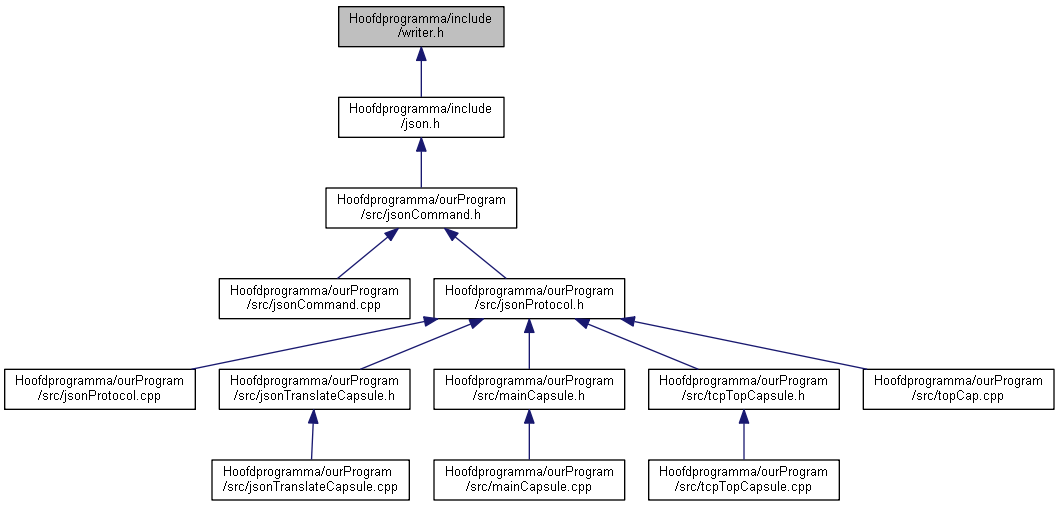 Hoofdprogramma/include
/writer.h
Hoofdprogramma/include
/json.h
Hoofdprogramma/ourProgram
/src/jsonCommand.h
Hoofdprogramma/ourProgram
/src/jsonCommand.cpp
Hoofdprogramma/ourProgram
/src/jsonProtocol.h
Hoofdprogramma/ourProgram
/src/jsonProtocol.cpp
Hoofdprogramma/ourProgram
/src/jsonTranslateCapsule.h
Hoofdprogramma/ourProgram
/src/mainCapsule.h
Hoofdprogramma/ourProgram
/src/tcpTopCapsule.h
Hoofdprogramma/ourProgram
/src/topCap.cpp
Hoofdprogramma/ourProgram
/src/jsonTranslateCapsule.cpp
Hoofdprogramma/ourProgram
/src/mainCapsule.cpp
Hoofdprogramma/ourProgram
/src/tcpTopCapsule.cpp